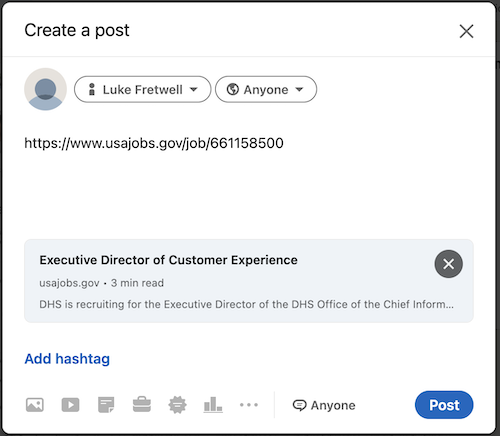 Create a post
Luke Fretwell
Anyone
https://www.usajobs.gov/job/661158500
Executive Director of Customer Experience
usajobs.gov • 3 min read
DHS is recruiting for the Executive Director of the DHS Office of the Chief Inform...
Add hashtag
Anyone
Post